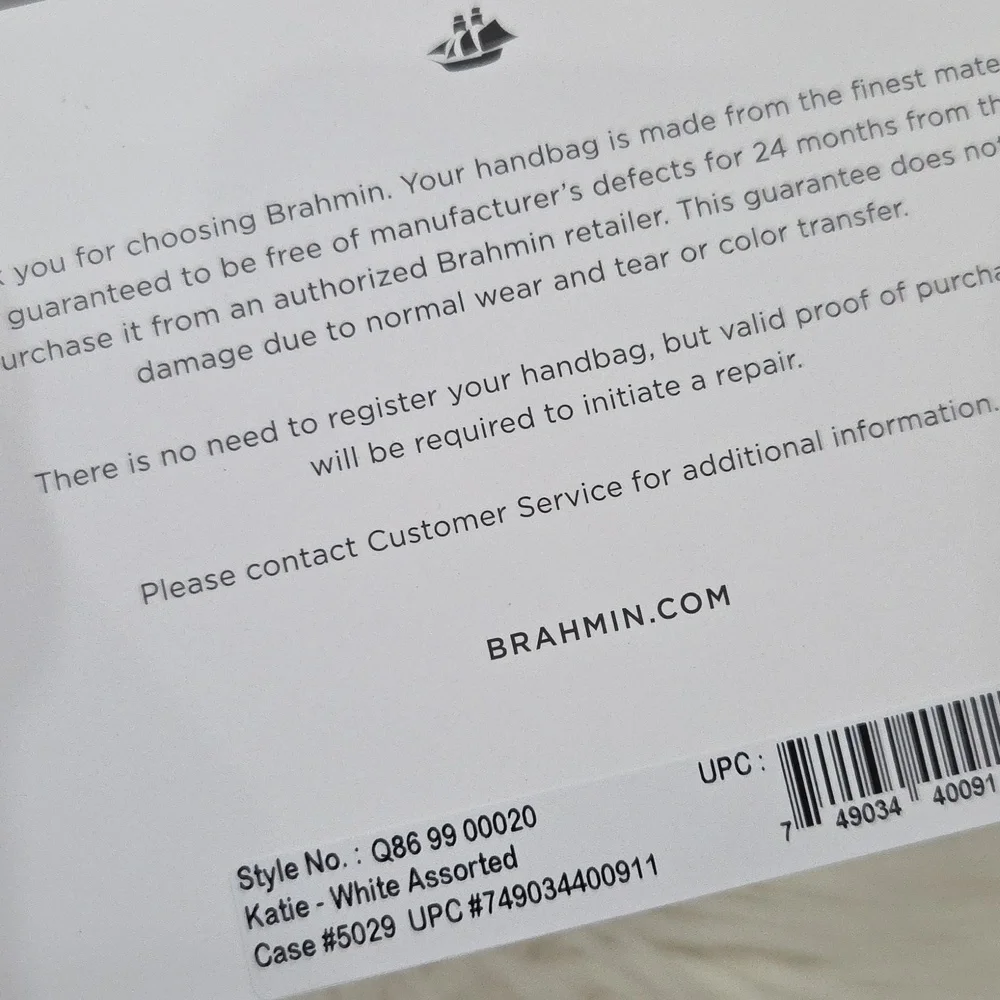 you for choosing Brahmin. Your handbag is made from the finest mate
guaranteed to be free of manufacturer's defects for 24 months from th
urchase it from an authorized Brahmin retailer. This guarantee does not
damage due to normal wear and tear or color transfer.
There is no need to register your handbag, but valid proof of purcha
will be required to initiate a repair.
Please contact Customer Service for additional information.
BRAHMIN.COM
UPC :
7 49034 40091
Style No. : Q86 99 00020
Katie - White Assorted
Case #5029 UPC #749034400911